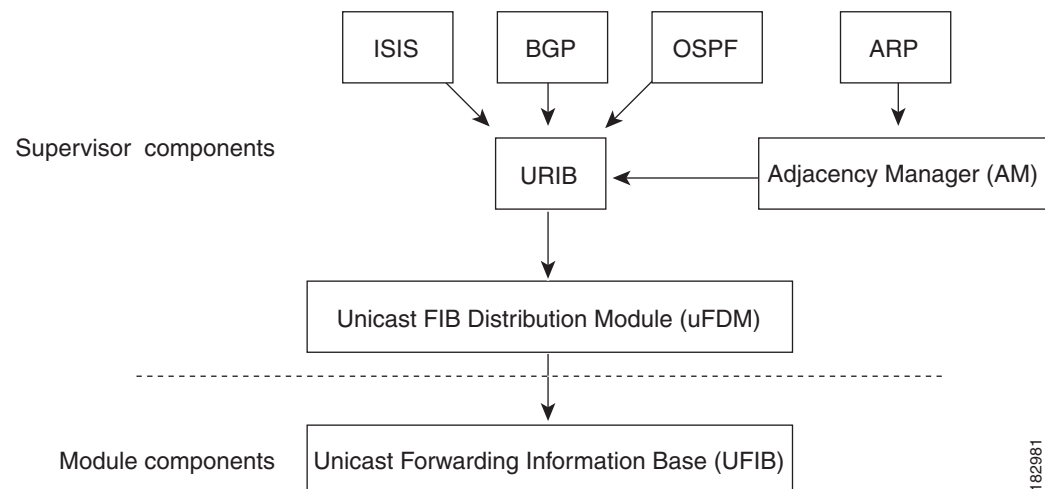 ISIS
BGP
OSPF
ARP
Supervisor components
URIB
Adjacency Manager (AM)
Unicast FIB Distribution Module (uFDM)
Module components
Unicast Forwarding Information Base (UFIB)
182981